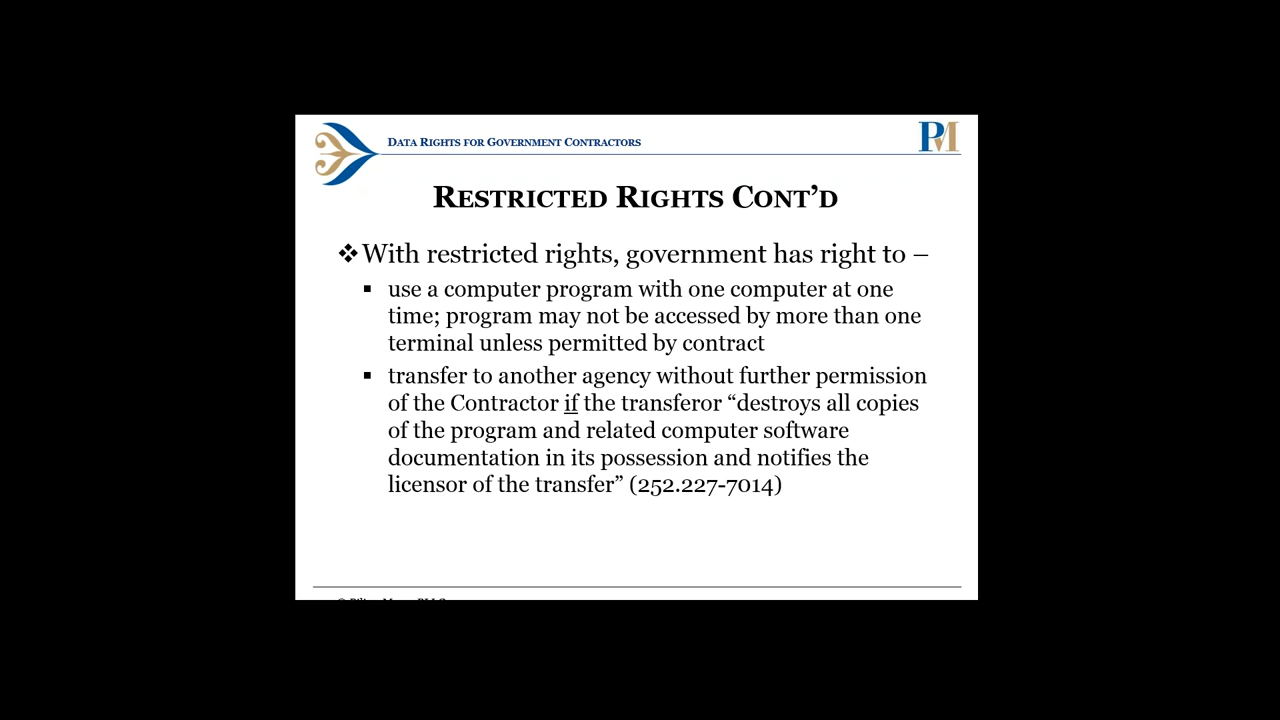 DATA RIGHTS FOR GOVERNMENT CONTRACTORS
PM
RESTRICTED RIGHTS CONT’D
❖With restricted rights, government has right to –
▪ use a computer program with one computer at one
time; program may not be accessed by more than one
terminal unless permitted by contract
▪ transfer to another agency without further permission
of the Contractor if the transferor “destroys all copies
of the program and related computer software
documentation in its possession and notifies the
licensor of the transfer” (252.227-7014)